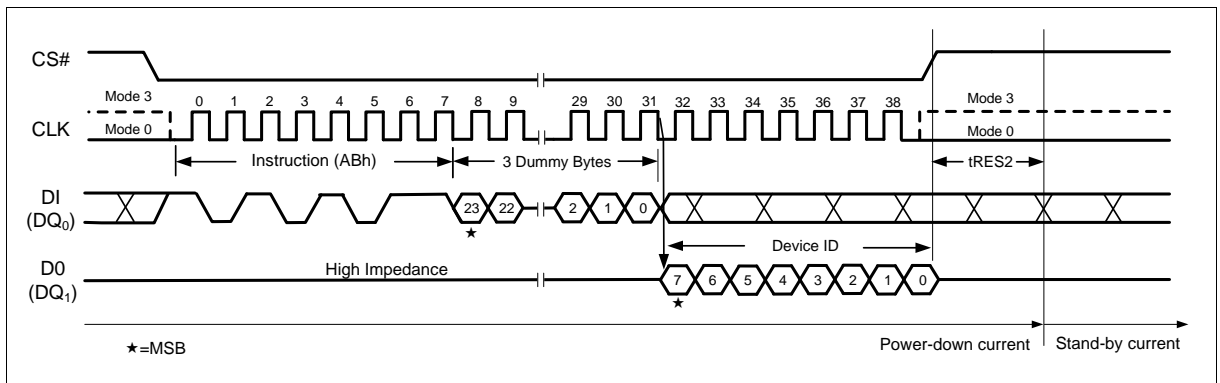 CS#
Mode 3
0 1 2 3 4 5 6 7 8 9 29 30 31 32 33 34 35 36 37 38
Mode 3
CLK
Mode 0
Mode 0
Instruction (ABh)
3 Dummy Bytes
tRES2
DI
(DQ0)
23 22 2 1 0
★
Device ID
D0
(DQ1)
High Impedance
7 6 5 4 3 2 1 0
★
★=MSB
Power-down current
Stand-by current